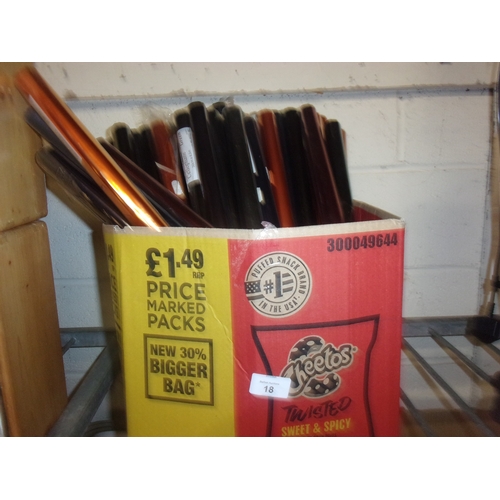 £1.49
RRP
PRICE
MARKED
PACKS
NEW 30%
BIGGER
BAG*
300049644
PUFFED SNACK BRAND
#1
IN THE USA
Cheetos
TWISTED
SWEET & SPICY
18